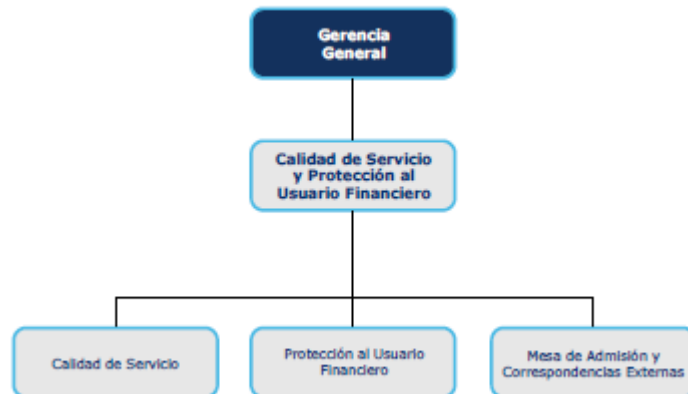 Gerencia
General
Calidad de Servicio
y Protección al
Usuario Financiero
Calidad de Servicio
Protección al Usuario
Financiero
Mesa de Admisión y
Correspondencias Externas